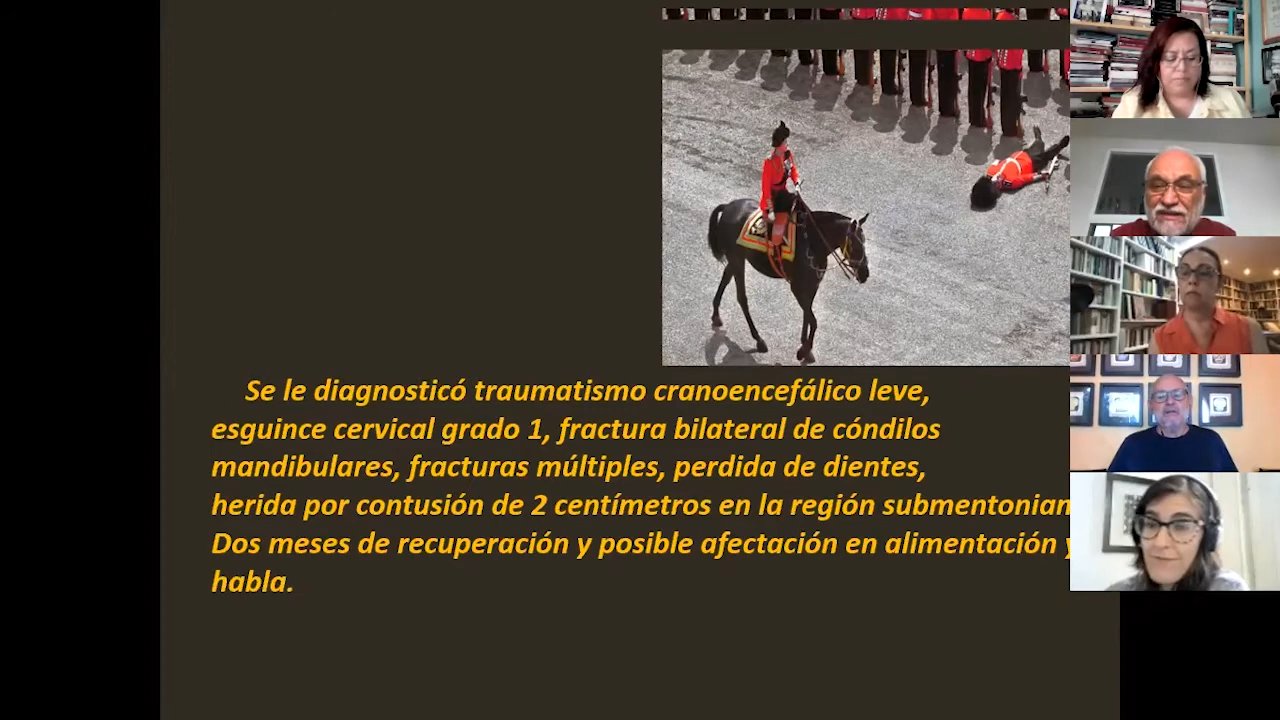 Se le diagnosticó traumatismo cranoencefálico leve,
esguince cervical grado 1, fractura bilateral de cóndilos
mandibulares, fracturas múltiples, perdida de dientes,
herida por contusión de 2 centímetros en la región submentonian
Dos meses de recuperación y posible afectación en alimentación y
habla.